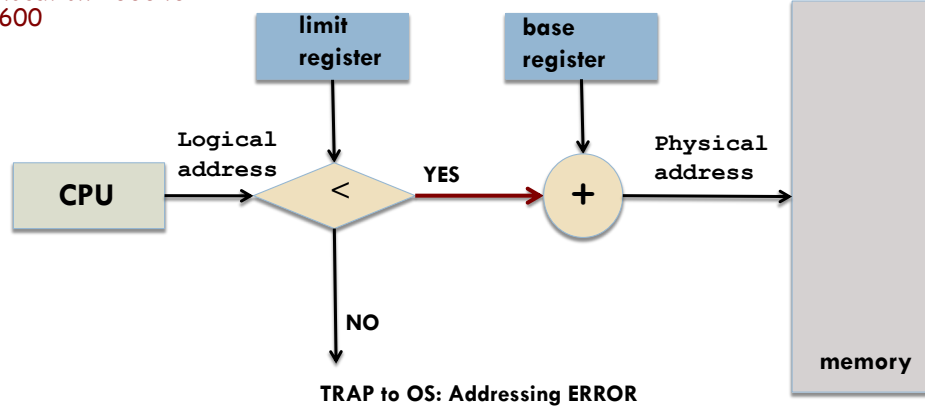 600
limit
register
base
register
Logical
address
Physical
address
CPU
<
YES
+
NO
memory
TRAP to OS: Addressing ERROR